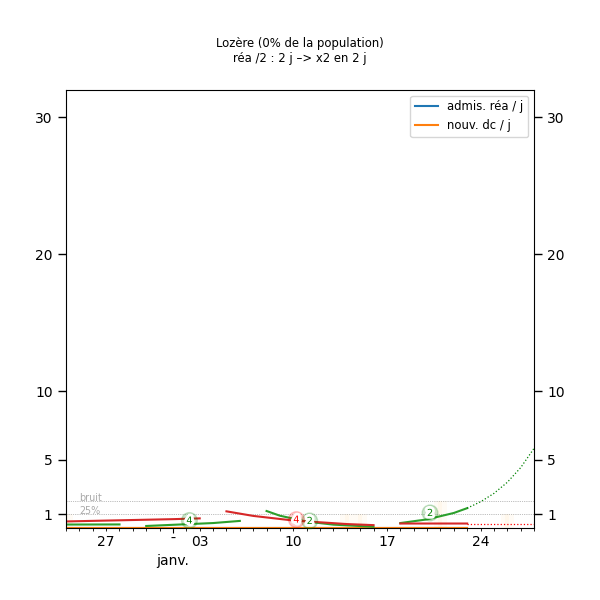 Lozère (0% de la population)
réa /2 : 2 j –> x2 en 2 j
admis. réa / j
nouv. dc / j
30 30
20 20
10 10
5 5
bruit
25%
1 1
4 4 2 2
27 - 03 10 17 24
janv.